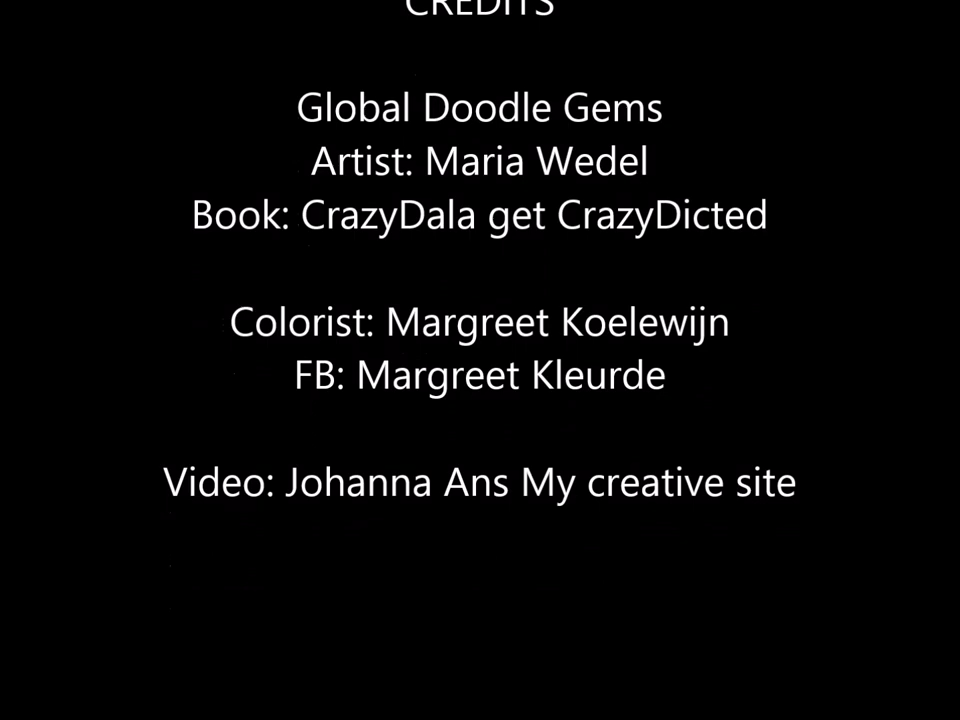 CREDITS
Global Doodle Gems
Artist: Maria Wedel
Book: CrazyDala get CrazyDicted
Colorist: Margreet Koelewijn
FB: Margreet Kleurde
Video: Johanna Ans My creative site